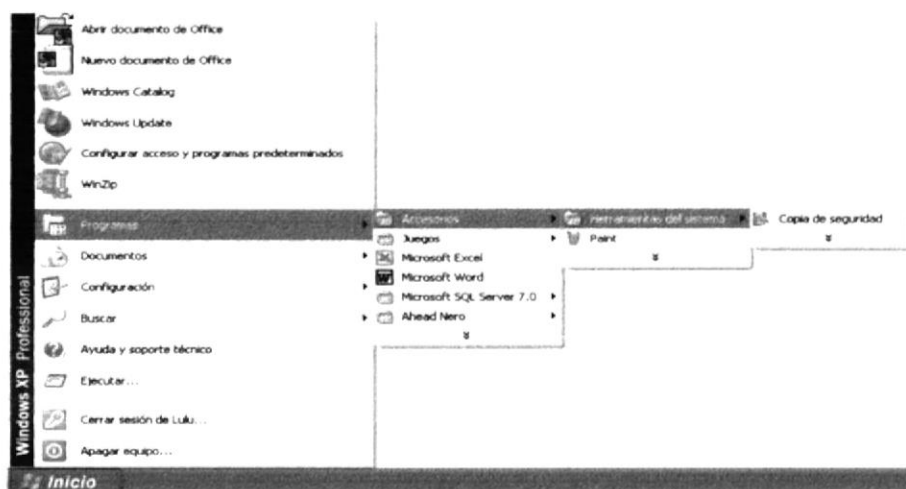 Abrir documento de Office
Nuevo documento de Office
Windows Catalog
Windows Update
Configurar acceso y programas predeterminados
WinZip
Programas
Documentos
Configuración
Buscar
Ayuda y soporte técnico
Ejecutar...
Cerrar sesión de Lulu...
Apagar equipo...
Windows XP Professional
Inicio
Accesorios
Juegos
Microsoft Excel
Microsoft Word
Microsoft SQL Server 7.0
Ahead Nero
Herramientas del sistema
Paint
Copia de seguridad